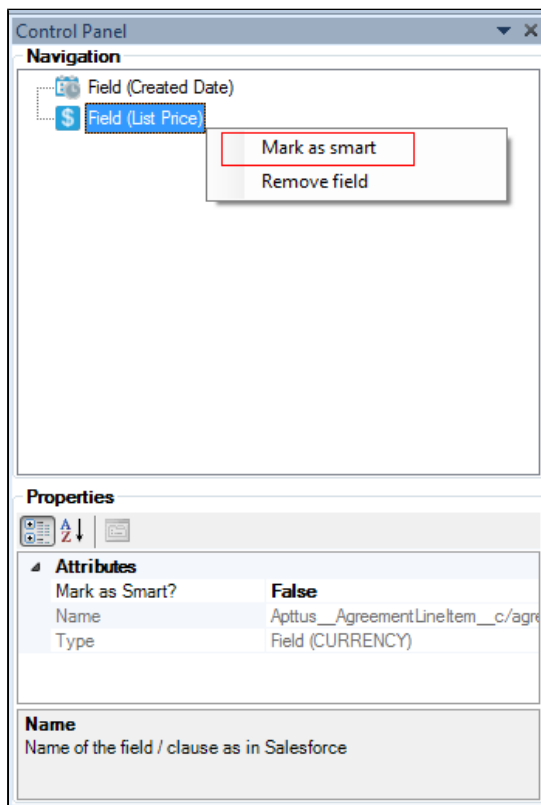 Control Panel
Navigation
Field (Created Date)
$ Field (List Price)
Mark as smart
Remove field
Properties
A
Z
Attributes
Mark as Smart? False
Name Apttus__AgreementLineItem__c/agre
Type Field (CURRENCY)
Name
Name of the field / clause as in Salesforce